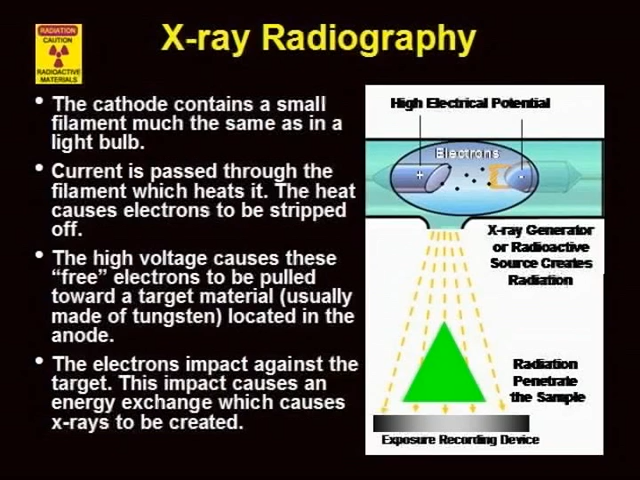 RADIATION
CAUTION
RADIOACTIVE
MATERIALS
X-ray Radiography
• The cathode contains a small
filament much the same as in a
light bulb.
• Current is passed through the
filament which heats it. The heat
causes electrons to be stripped
off.
• The high voltage causes these
“free” electrons to be pulled
toward a target material (usually
made of tungsten) located in the
anode.
• The electrons impact against the
target. This impact causes an
energy exchange which causes
x-rays to be created.
High Electrical Potential
Electrons
+
-
X-ray Generator
or Radioactive
Source Creates
Radiation
Radiation
Penetrate
the Sample
Exposure Recording Device